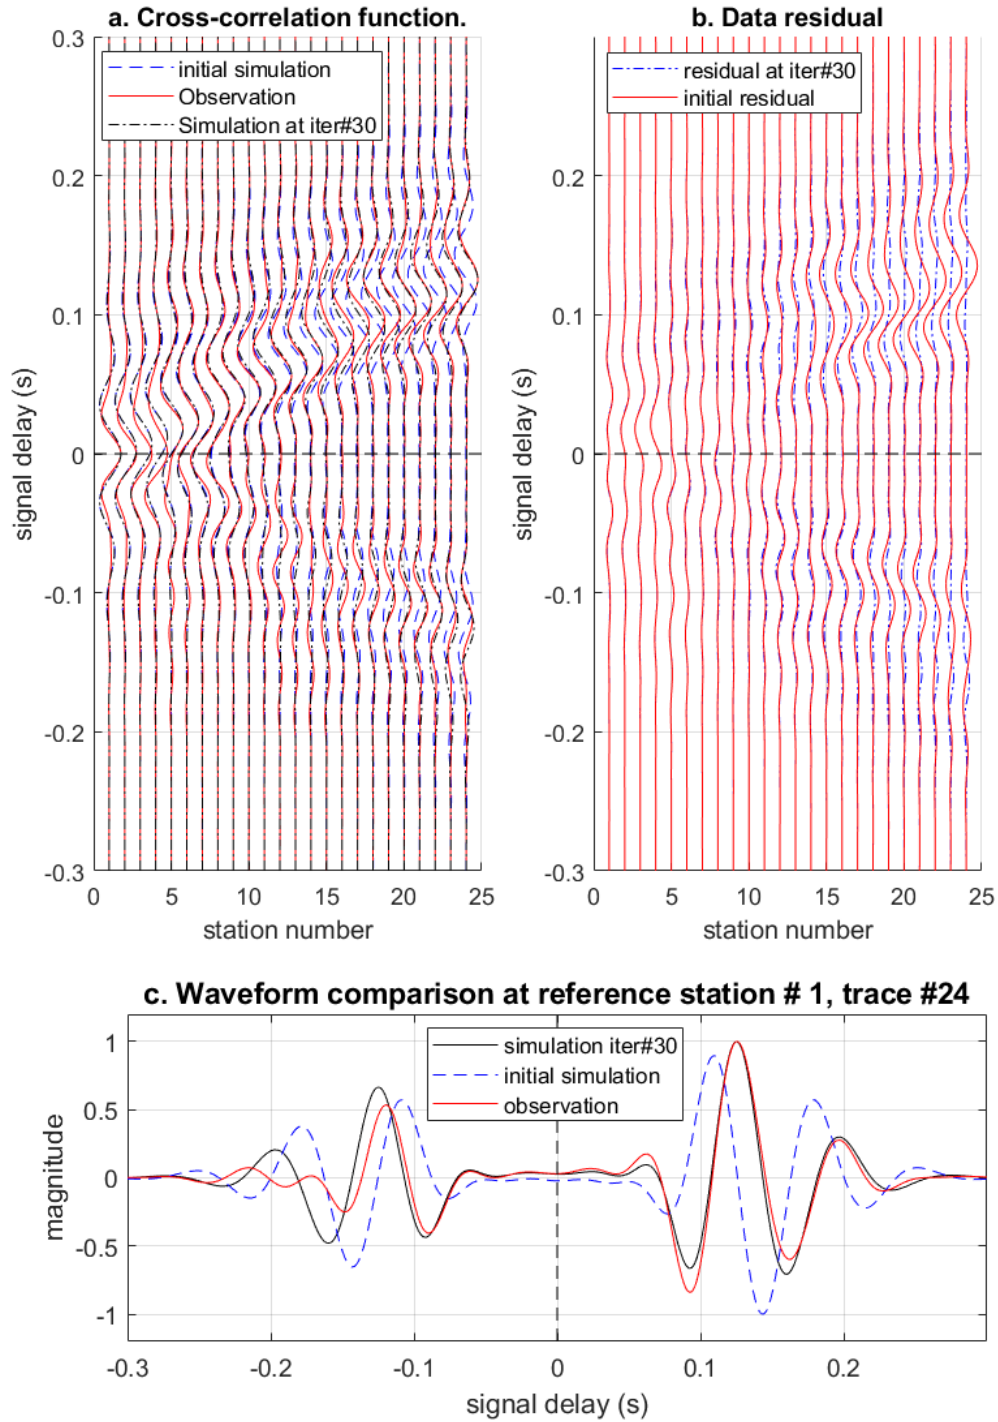 a. Cross-correlation function.
0.3
0.2
0.1
0
-0.1
-0.2
-0.3
signal delay (s)
initial simulation
Observation
Simulation at iter#30
0 5 10 15 20 25
station number
b. Data residual
0.2
0.1
0
-0.1
-0.2
-0.3
signal delay (s)
residual at iter#30
initial residual
0 5 10 15 20 25
station number
c. Waveform comparison at reference station # 1, trace #24
1
0.5
0
-0.5
-1
magnitude
simulation iter#30
initial simulation
observation
-0.3 -0.2 -0.1 0 0.1 0.2
signal delay (s)